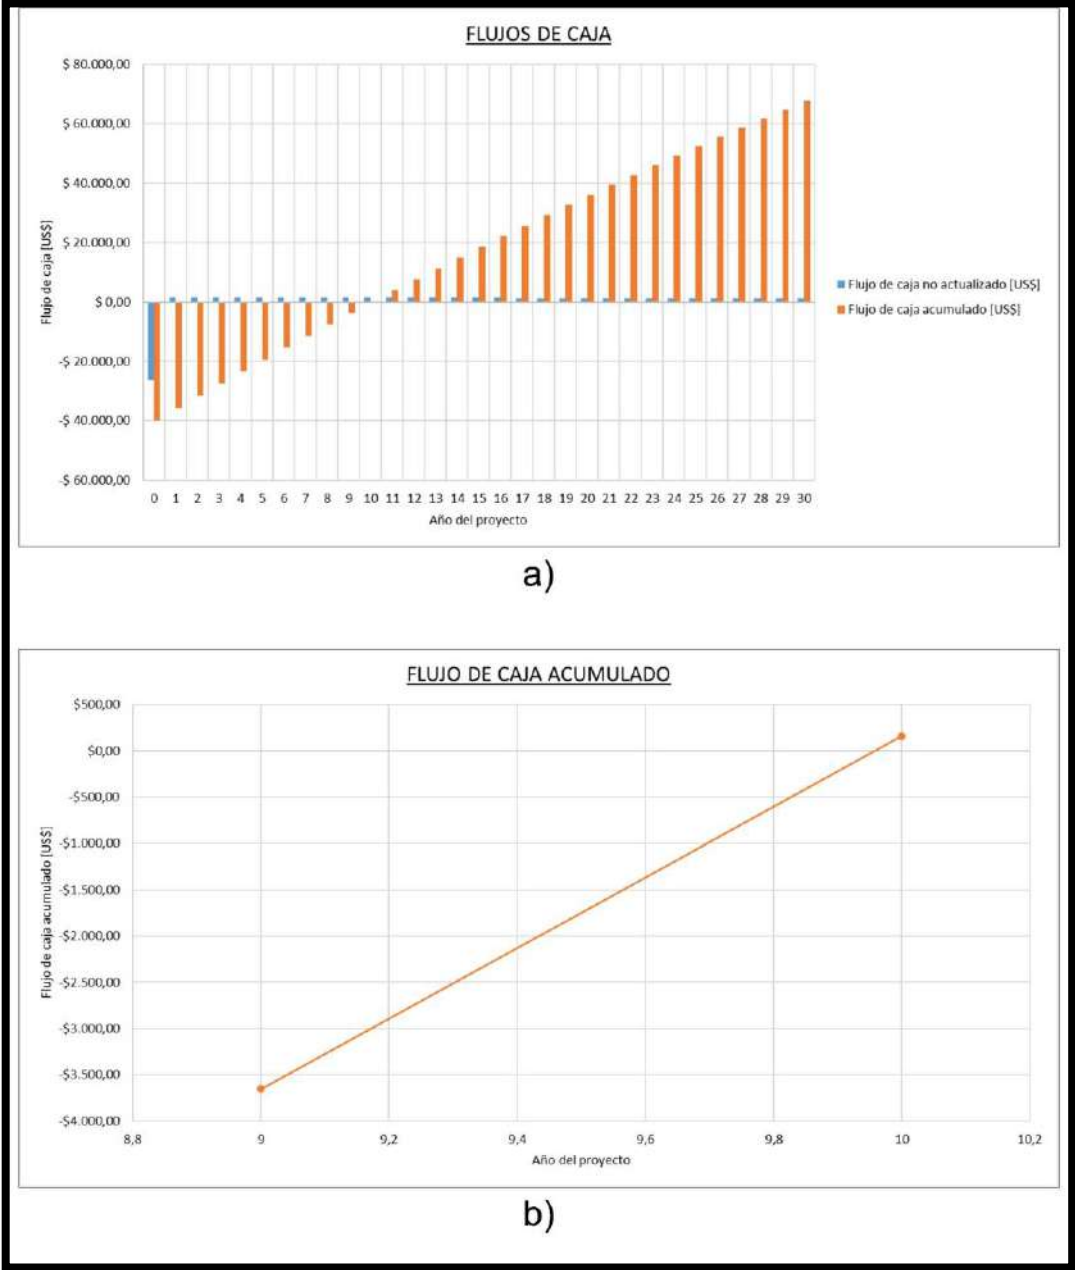 FLUJOS DE CAJA
$ 80.000,00
$ 60.000,00
$ 40.000,00
$ 20.000,00
$ 0,00
-$ 20.000,00
-$ 40.000,00
-$ 60.000,00
Flujo de caja [US$]
0 1 2 3 4 5 6 7 8 9 10 11 12 13 14 15 16 17 18 19 20 21 22 23 24 25 26 27 28 29 30
Año del proyecto
Flujo de caja no actualizado [US$]
Flujo de caja acumulado [US$]
a)
FLUJO DE CAJA ACUMULADO
$500,00
$0,00
-$500,00
-$1.000,00
-$1.500,00
-$2.000,00
-$2.500,00
-$3.000,00
-$3.500,00
-$4.000,00
Flujo de caja acumulado [US$]
8,8 9 9,2 9,4 9,6 9,8 10 10,2
Año del proyecto
b)